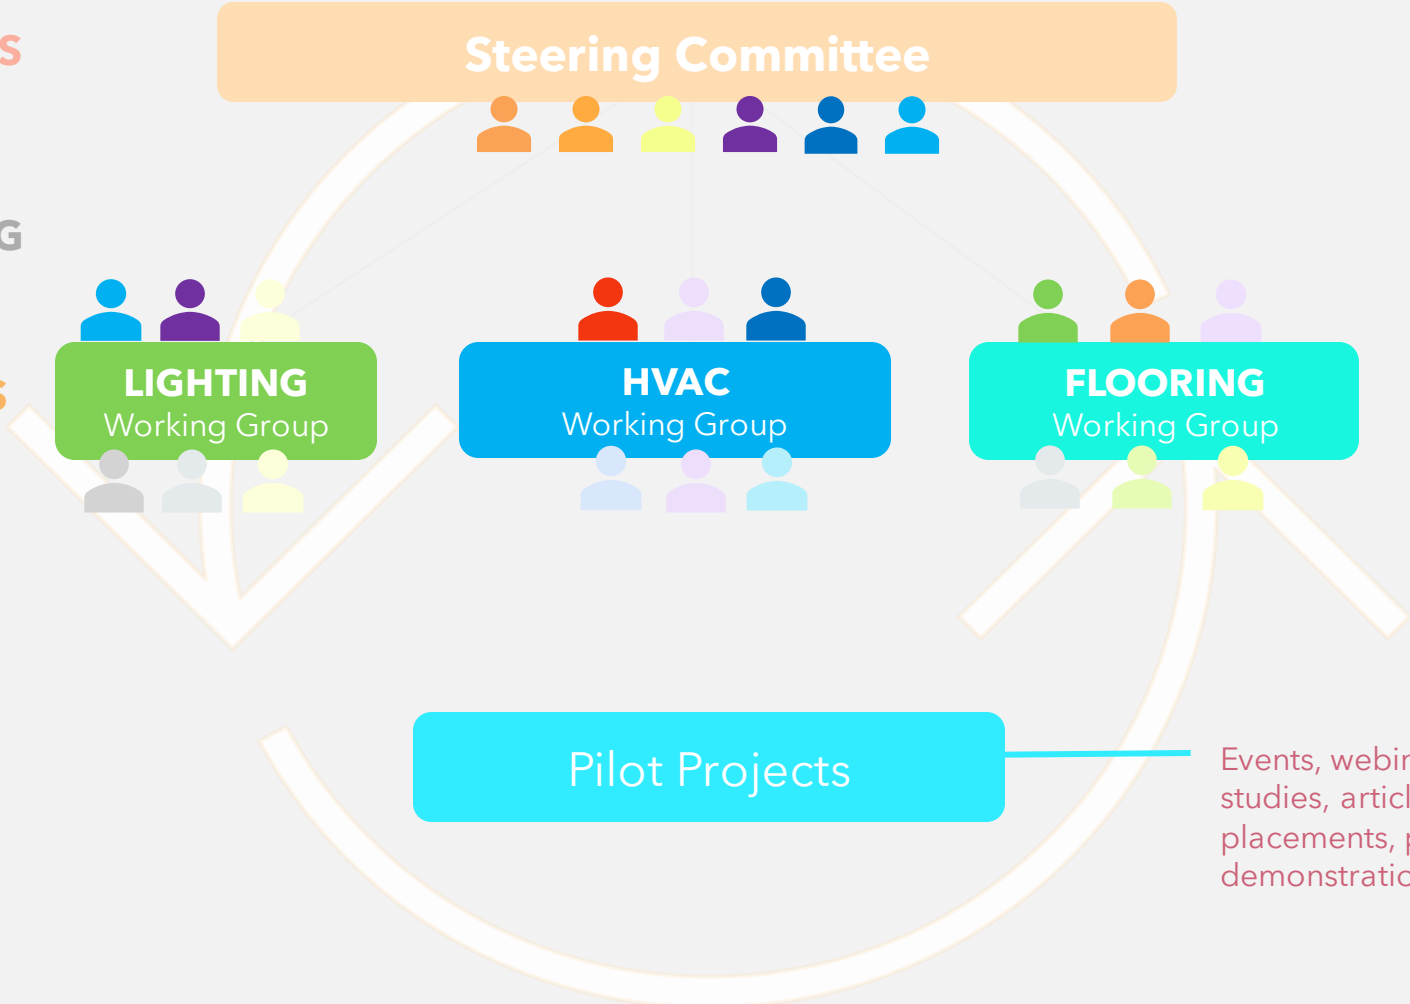 S
Steering Committee
G
LIGHTING
Working Group
HVAC
Working Group
FLOORING
Working Group
S
Pilot Projects
Events,
studies,
placements,